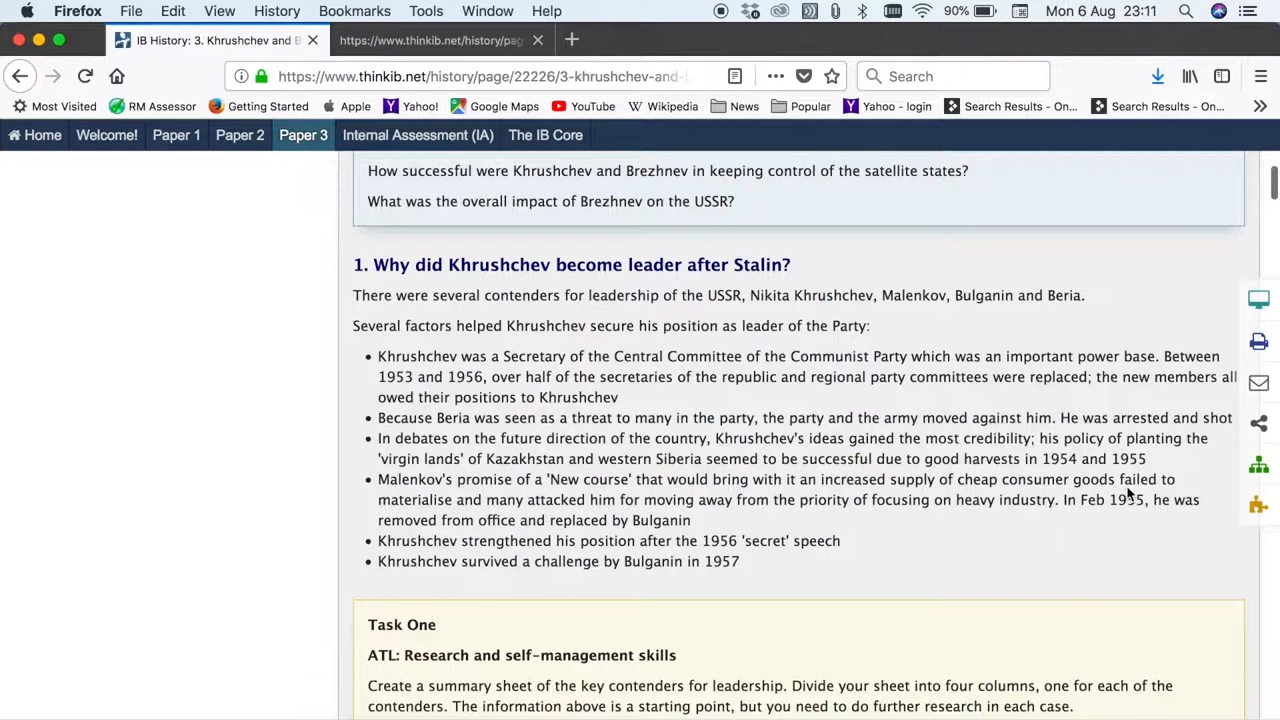 Firefox File Edit View History Bookmarks Tools Window Help 90% Mon 6 Aug 23:11
IB History: 3. Khrushchev and B https://www.thinkib.net/history/pag
https://www.thinkib.net/history/page/22226/3-khrushchev-and- Search
Most Visited RM Assessor Getting Started Apple Yahoo! Google Maps YouTube Wikipedia News Popular Yahoo - login Search Results - On... Search Results - On...
Home Welcome! Paper 1 Paper 2 Paper 3 Internal Assessment (IA) The IB Core
How successful were Khrushchev and Brezhnev in keeping control of the satellite states?
What was the overall impact of Brezhnev on the USSR?
1. Why did Khrushchev become leader after Stalin?
There were several contenders for leadership of the USSR, Nikita Khrushchev, Malenkov, Bulganin and Beria.
Several factors helped Khrushchev secure his position as leader of the Party:
• Khrushchev was a Secretary of the Central Committee of the Communist Party which was an important power base. Between
1953 and 1956, over half of the secretaries of the republic and regional party committees were replaced; the new members all
owed their positions to Khrushchev
• Because Beria was seen as a threat to many in the party, the party and the army moved against him. He was arrested and shot
• In debates on the future direction of the country, Khrushchev's ideas gained the most credibility; his policy of planting the
'virgin lands' of Kazakhstan and western Siberia seemed to be successful due to good harvests in 1954 and 1955
• Malenkov's promise of a 'New course' that would bring with it an increased supply of cheap consumer goods failed to
materialise and many attacked him for moving away from the priority of focusing on heavy industry. In Feb 1955, he was
removed from office and replaced by Bulganin
• Khrushchev strengthened his position after the 1956 'secret' speech
• Khrushchev survived a challenge by Bulganin in 1957
Task One
ATL: Research and self-management skills
Create a summary sheet of the key contenders for leadership. Divide your sheet into four columns, one for each of the
contenders. The information above is a starting point, but you need to do further research in each case.